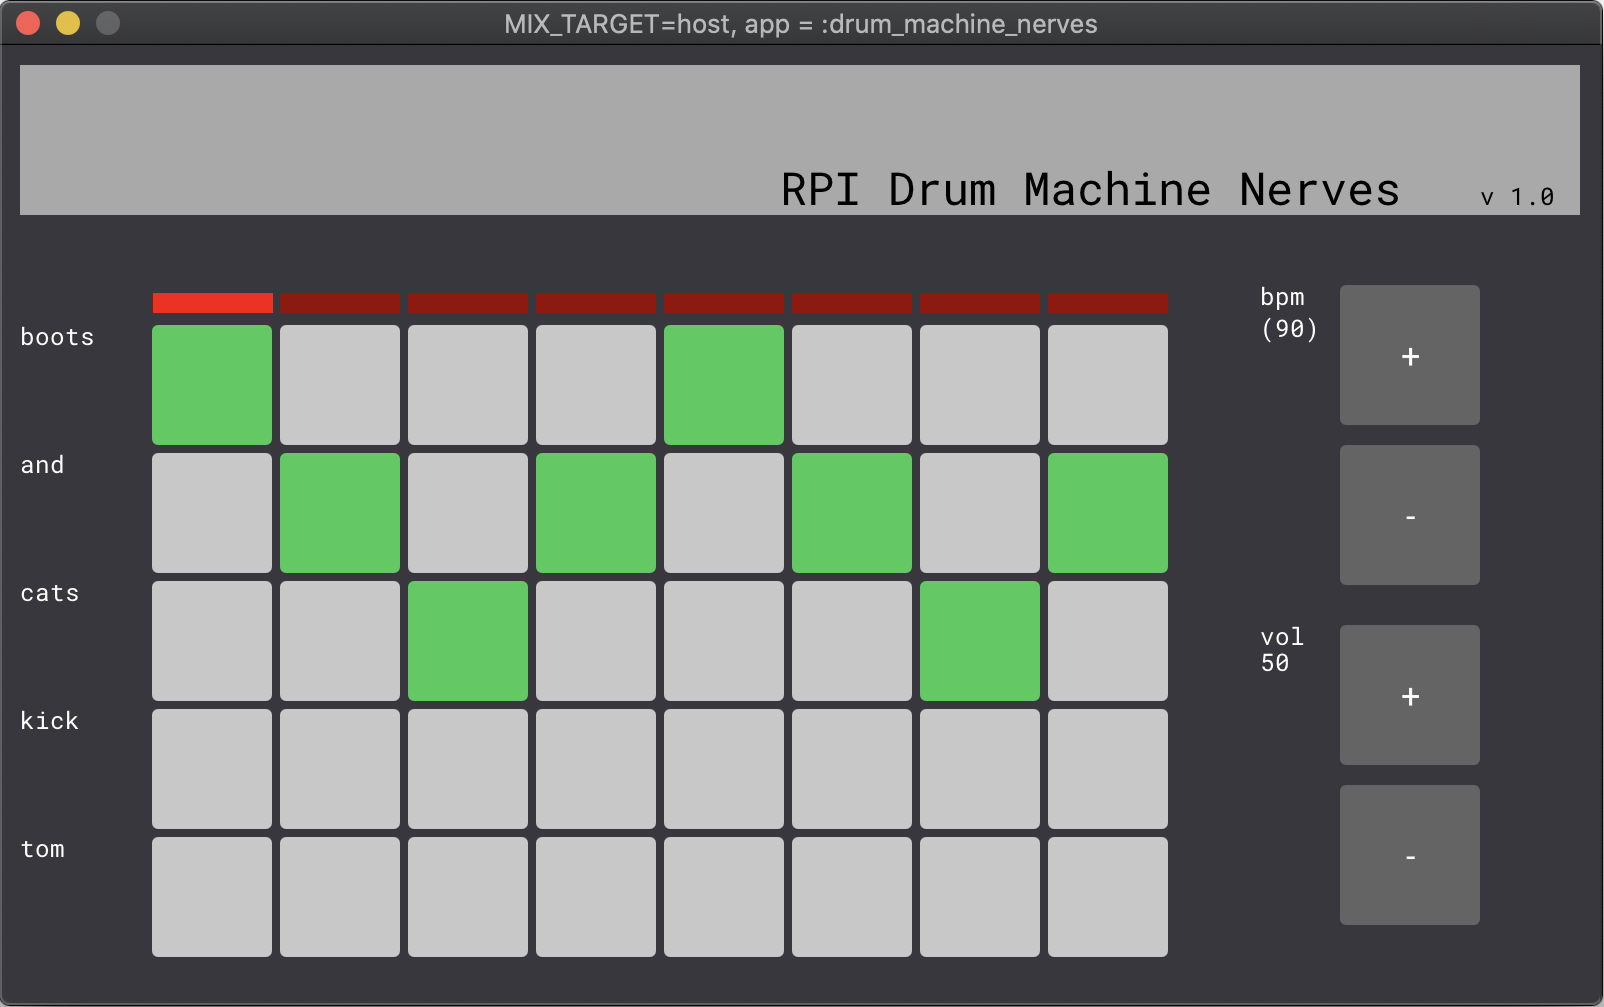 MIX_TARGET=host, app = :drum_machine_nerves
RPI Drum Machine Nerves v 1.0
boots
and
cats
kick
tom
bpm
(90)
+
-
vol
50
+
-